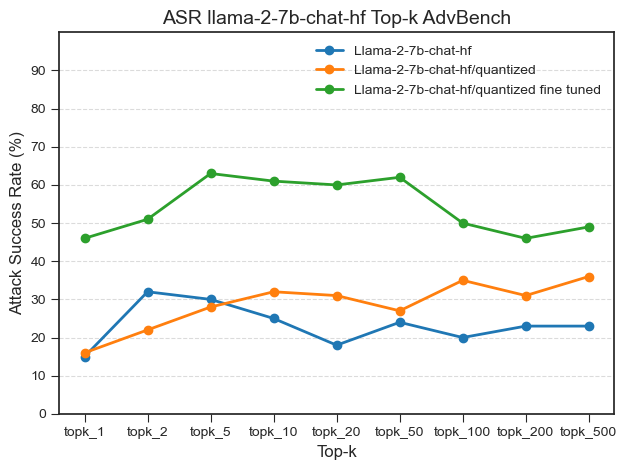 ASR llama-2-7b-chat-hf Top-k AdvBench
Llama-2-7b-chat-hf
Llama-2-7b-chat-hf/quantized
Llama-2-7b-chat-hf/quantized fine tuned
Attack Success Rate (%)
90
80
70
60
50
40
30
20
10
0
topk_1 topk_2 topk_5 topk_10 topk_20 topk_50 topk_100 topk_200 topk_500
Top-k